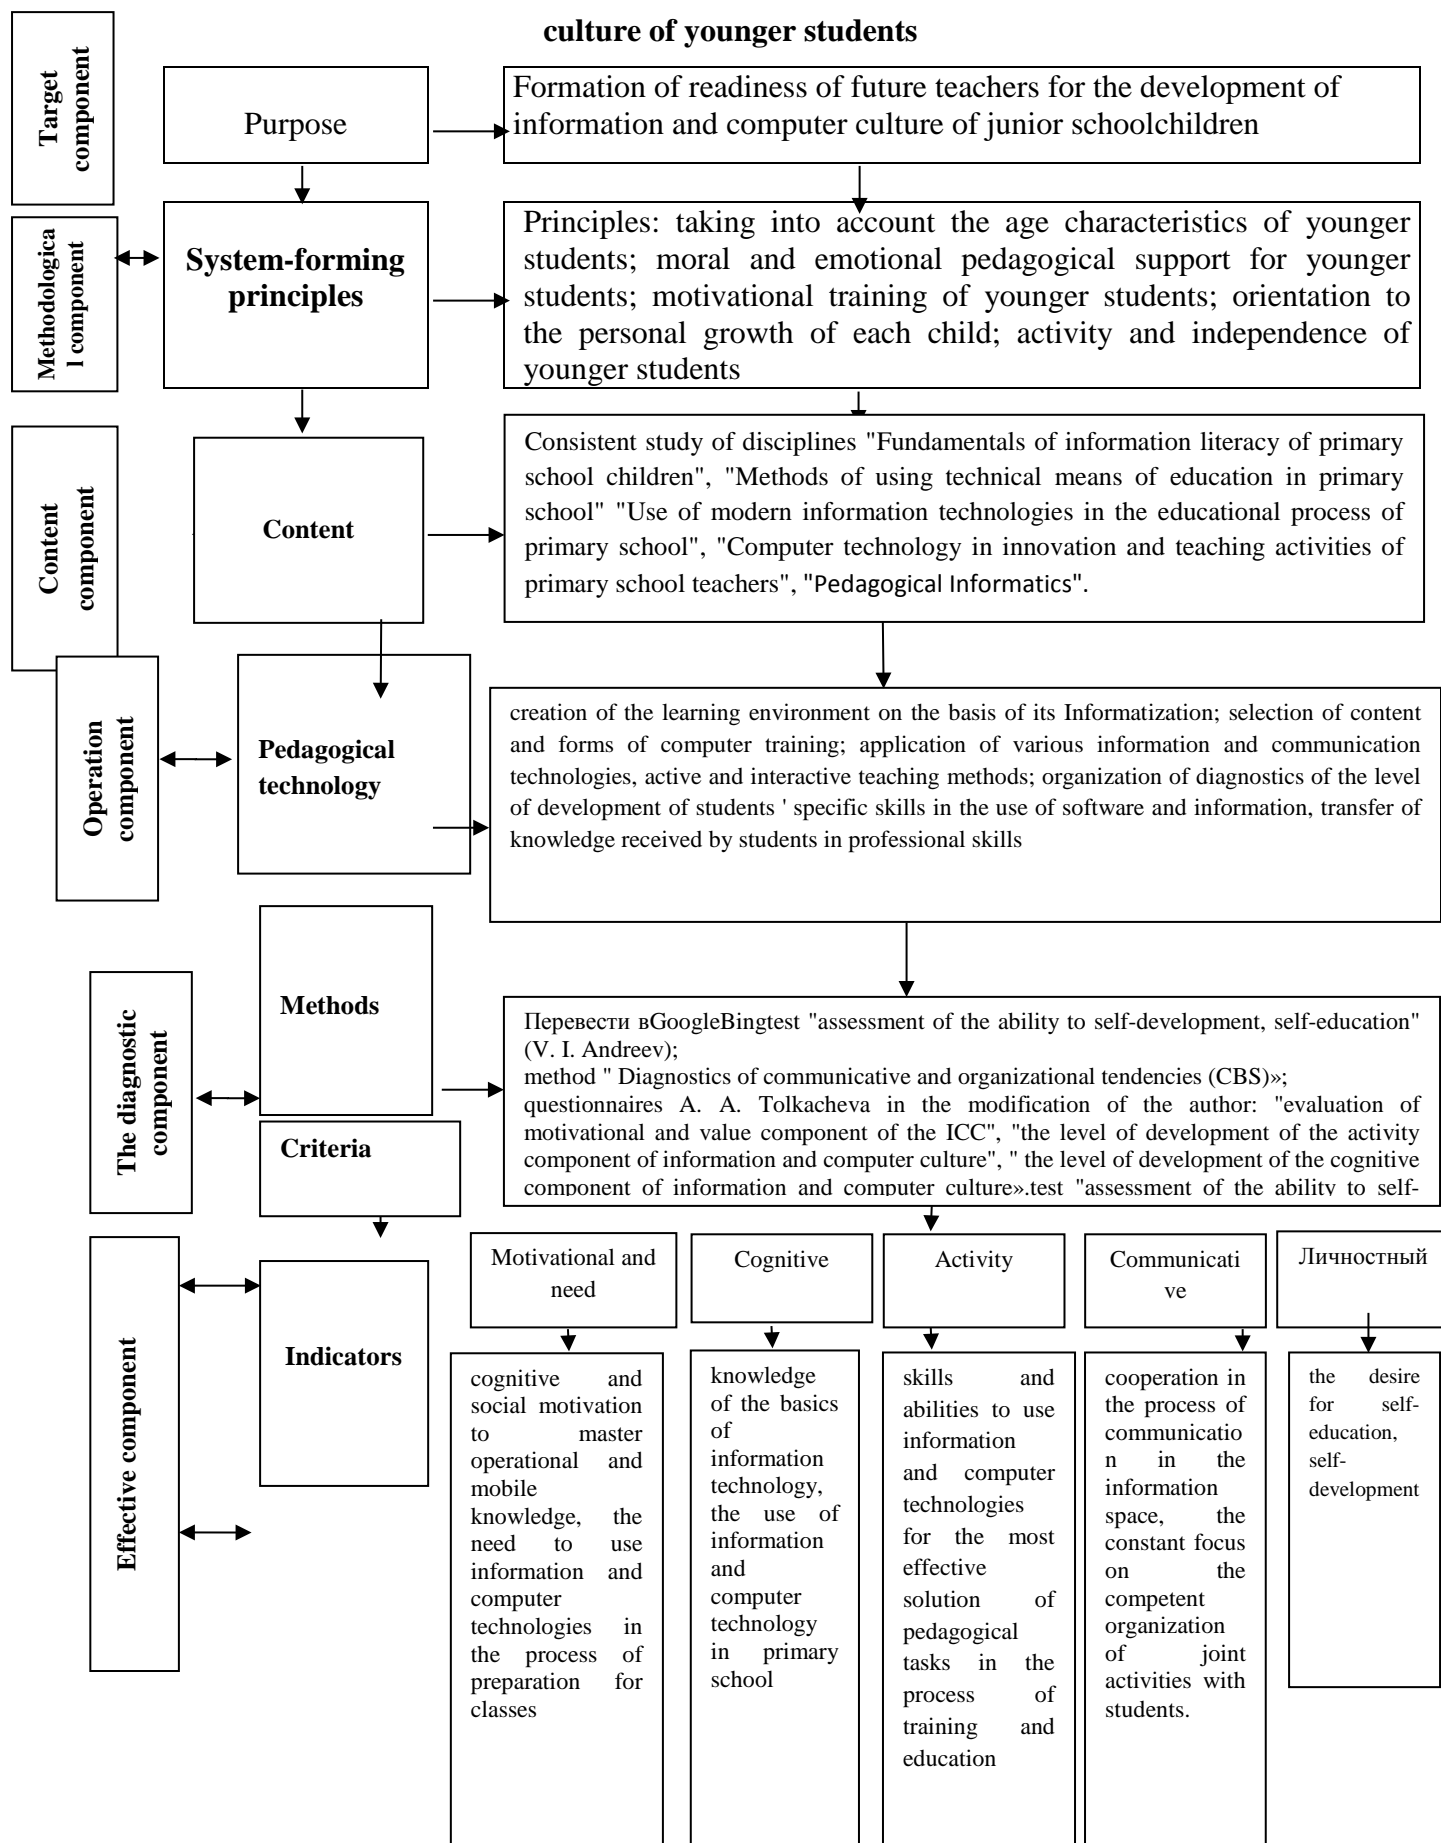 culture of younger students
Target
component
Purpose
Formation of readiness of future teachers for the development of
information and computer culture of junior schoolchildren
Methodologica
l component
System-forming
principles
Principles: taking into account the age characteristics of younger
students; moral and emotional pedagogical support for younger
students; motivational training of younger students; orientation to
the personal growth of each child; activity and independence of
younger students
Content
component
Content
Consistent study of disciplines "Fundamentals of information literacy of primary
school children", "Methods of using technical means of education in primary
school" "Use of modern information technologies in the educational process of
primary school", "Computer technology in innovation and teaching activities of
primary school teachers", "Pedagogical Informatics".
Operation
component
Pedagogical
technology
creation of the learning environment on the basis of its Informatization; selection of content
and forms of computer training; application of various information and communication
technologies, active and interactive teaching methods; organization of diagnostics of the level
of development of students ' specific skills in the use of software and information, transfer of
knowledge received by students in professional skills
The diagnostic
component
Methods
Перевести вGoogleBingtest "assessment of the ability to self-development, self-education"
(V. I. Andreev);
method " Diagnostics of communicative and organizational tendencies (CBS)»;
questionnaires A. A. Tolkacheva in the modification of the author: "evaluation of
motivational and value component of the ICC", "the level of development of the activity
component of information and computer culture", " the level of development of the cognitive
component of information and computer culture».test "assessment of the ability to self-
Criteria
Motivational and
need
Cognitive
Activity
Communicati
ve
Личностный
Effective component
Indicators
cognitive and
social motivation
to master
operational and
mobile
knowledge, the
need to use
information and
computer
technologies in
the process of
preparation for
classes
knowledge
of the basics
of
information
technology,
the use of
information
and
computer
technology
in primary
school
skills and
abilities to use
information
and computer
technologies
for the most
effective
solution of
pedagogical
tasks in the
process of
training and
education
cooperation in
the process of
communicatio
n in the
information
space, the
constant focus
on the
competent
organization
of joint
activities with
students.
the desire
for self-
education,
self-
development